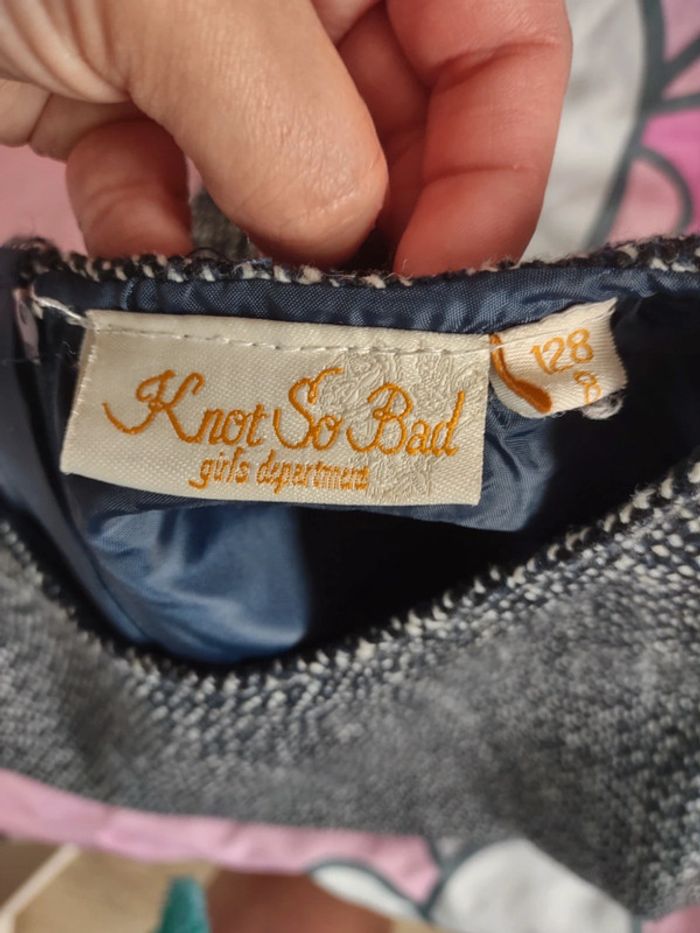 Knot So Bad
girls department
128
8